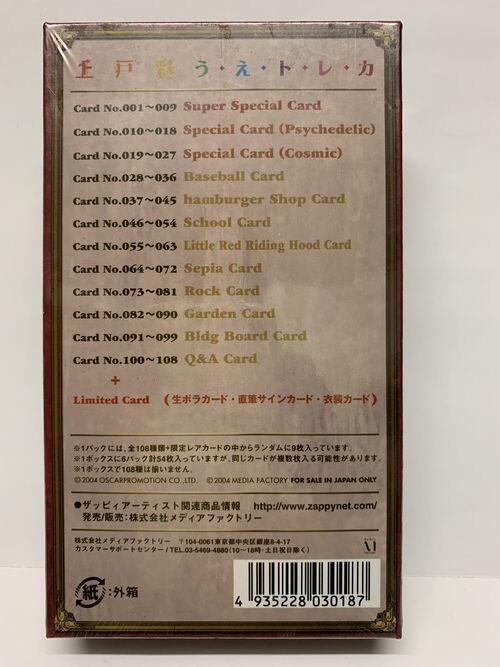 上戸彩 う・え・ト・レ・カ
Card No.001〜009 Super Special Card
Card No.010〜018 Special Card (Psychedelic)
Card No.019〜027 Special Card (Cosmic)
Card No.028〜036 Baseball Card
Card No.037〜045 hamburger Shop Card
Card No.046〜054 School Card
Card No.055〜063 Little Red Riding Hood Card
Card No.064〜072 Sepia Card
Card No.073〜081 Rock Card
Card No.082〜090 Garden Card
Card No.091〜099 Bldg Board Card
Card No.100〜108 Q&A Card
+
Limited Card (生ポラカード・直筆サインカード・衣装カード)
※1パックには、全108種類+限定レアカードの中からランダムに9枚入っています。
※1ボックスに6パック計54枚入っていますが、同じカードが複数枚入る可能性があります。
※1ボックスで108種は揃いません。
©2004 OSCARPROMOTION CO.,LTD. ©2004 MEDIA FACTORY FOR SALE IN JAPAN ONLY
●ザッピィアーティスト関連商品情報 http://www.zappynet.com/
発売/販売:株式会社メディアファクトリー
株式会社メディアファクトリー 〒104-0061東京都中央区銀座8-4-17
カスタマーサポートセンター/TEL.03-5469-4880(10〜18時・土日祝日除く)
紙:外箱
4 935228 030187